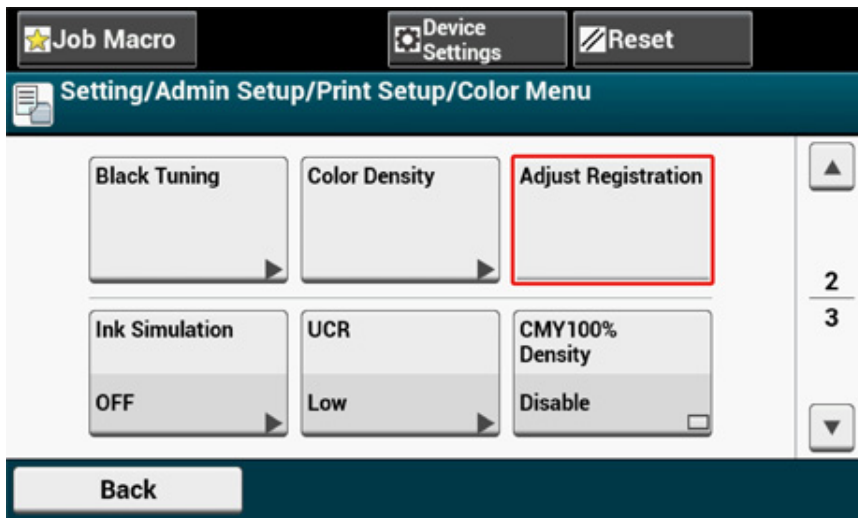 Job Macro
Device
Settings
Reset
Setting/Admin Setup/Print Setup/Color Menu
Black Tuning
Color Density
Adjust Registration
2
3
Ink Simulation
OFF
UCR
Low
CMY100%
Density
Disable
Back